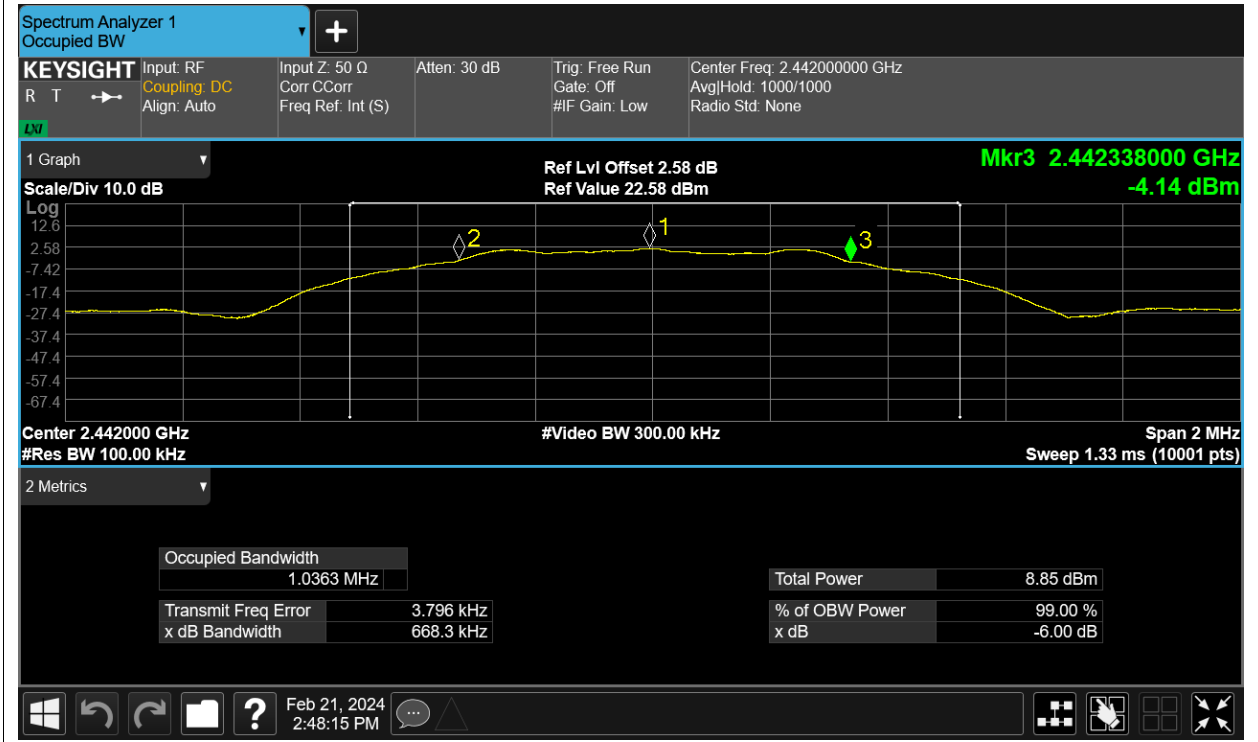 Spectrum Analyzer 1
Occupied BW
KEYSIGHT
R T
LXI
Input: RF
Coupling: DC
Align: Auto
Input Z: 50 Ω
Corr CCorr
Freq Ref: Int (S)
Atten: 30 dB
Trig: Free Run
Gate: Off
#IF Gain: Low
Center Freq: 2.442000000 GHz
Avg|Hold: 1000/1000
Radio Std: None
1 Graph
Scale/Div 10.0 dB
Ref Lvl Offset 2.58 dB
Ref Value 22.58 dBm
Mkr3 2.442338000 GHz
-4.14 dBm
Log
12.6
2.58
-7.42
-17.4
-27.4
-37.4
-47.4
-57.4
-67.4
2
1
3
Center 2.442000 GHz
#Res BW 100.00 kHz
#Video BW 300.00 kHz
Span 2 MHz
Sweep 1.33 ms (10001 pts)
2 Metrics
Occupied Bandwidth
1.0363 MHz
Transmit Freq Error 3.796 kHz
x dB Bandwidth 668.3 kHz
Total Power 8.85 dBm
% of OBW Power 99.00 %
x dB -6.00 dB
?
Feb 21, 2024
2:48:15 PM